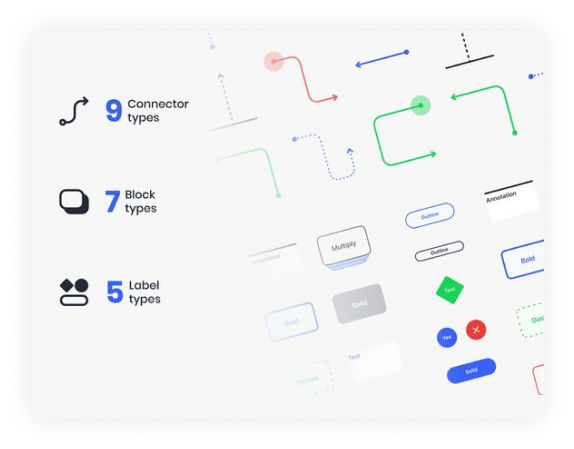 9 Connector
types
7 Block
types
5 Label
types
Annotation
Multiply
Outline
Annotation
Outline
Bold
Solid
Text
Bold
Yes
Text
Dashed
Solid